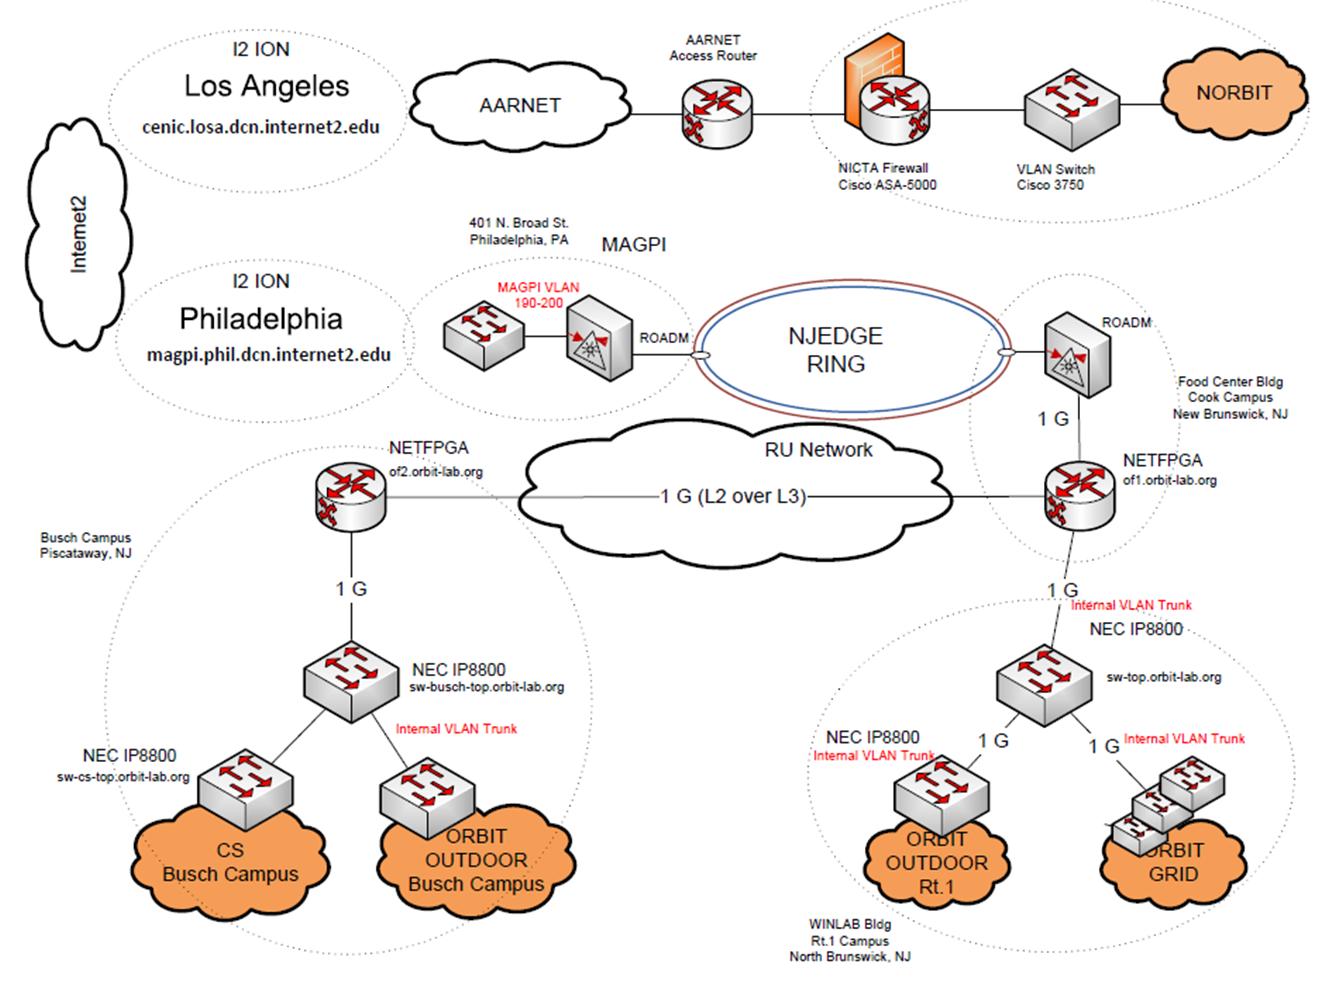 I2 ION
Los Angeles
cenic.losa.dcn.internet2.edu
AARNET
AARNET
Access Router
NICTA Firewall
Cisco ASA-5000
VLAN Switch
Cisco 3750
NORBIT
Internet2
I2 ION
Philadelphia
magpi.phil.dcn.internet2.edu
401 N. Broad St.
Philadelphia, PA
MAGPI
MAGPI VLAN
190-200
ROADM
NJEDGE
RING
ROADM
Food Center Bldg
Cook Campus
New Brunswick, NJ
1 G
NETFPGA
of2.orbit-lab.org
RU Network
1 G (L2 over L3)
NETFPGA
of1.orbit-lab.org
Busch Campus
Piscataway, NJ
1 G
1 G
Internal VLAN Trunk
NEC IP8800
sw-top.orbit-lab.org
NEC IP8800
sw-busch-top.orbit-lab.org
Internal VLAN Trunk
NEC IP8800
sw-cs-top.orbit-lab.org
NEC IP8800
Internal VLAN Trunk
1 G
1 G
Internal VLAN Trunk
CS
Busch Campus
ORBIT
OUTDOOR
Busch Campus
ORBIT
OUTDOOR
Rt.1
ORBIT
GRID
WINLAB Bldg
Rt.1 Campus
North Brunswick, NJ